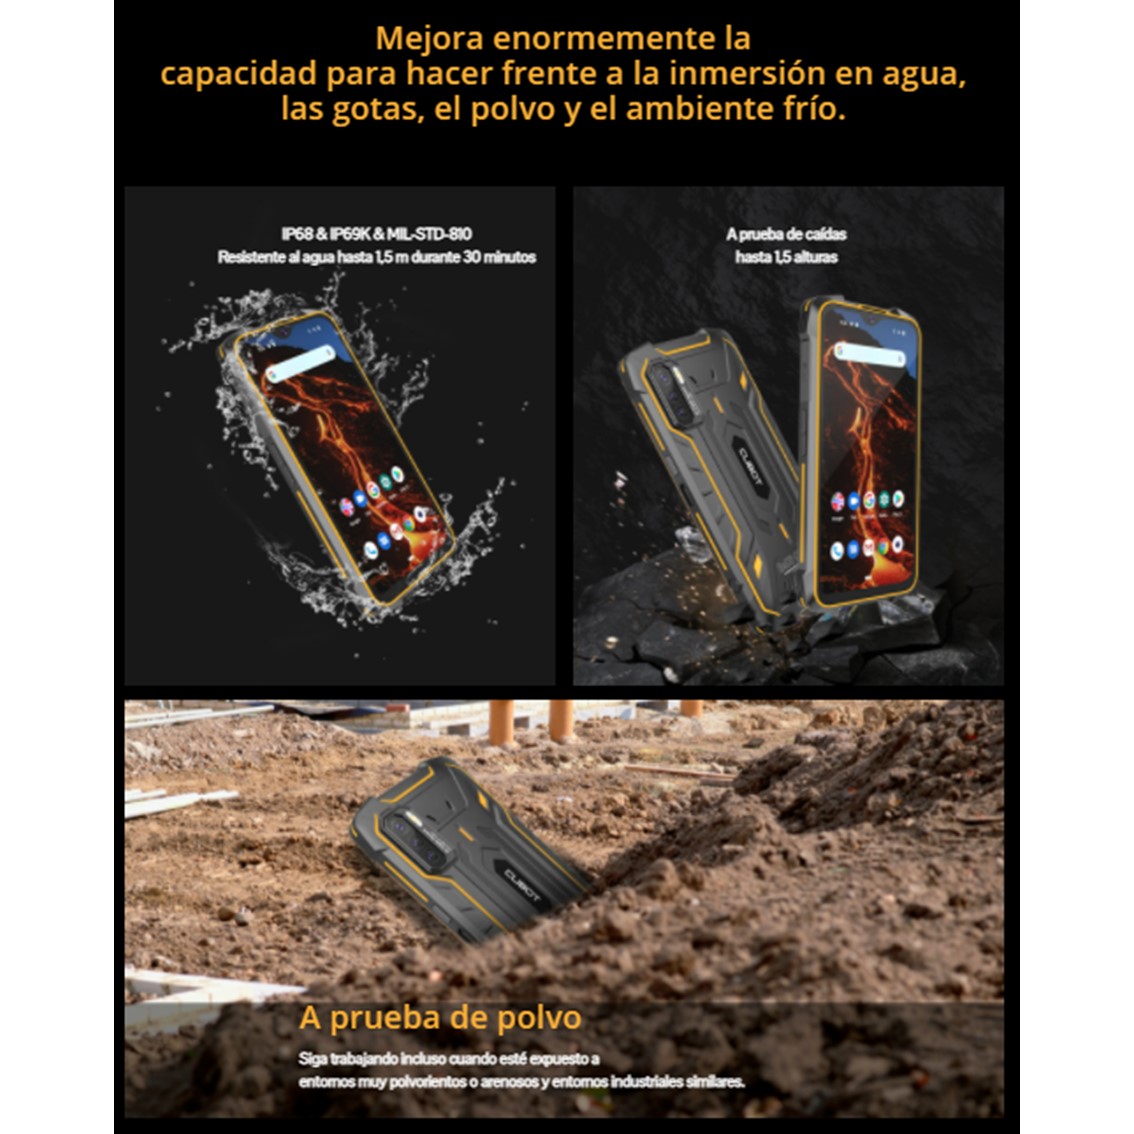 Mejora enormemente la
capacidad para hacer frente a la inmersión en agua,
las gotas, el polvo y el ambiente frío.
IP68 & IP69K & MIL-STD-810
Resistente al agua hasta 1,5 m durante 30 minutos
A prueba de caídas
hasta 1,5 alturas
CUBOT
CUBOT
A prueba de polvo
Siga trabajando incluso cuando esté expuesto a
entornos muy polvorientos o arenosos y entornos industriales similares.